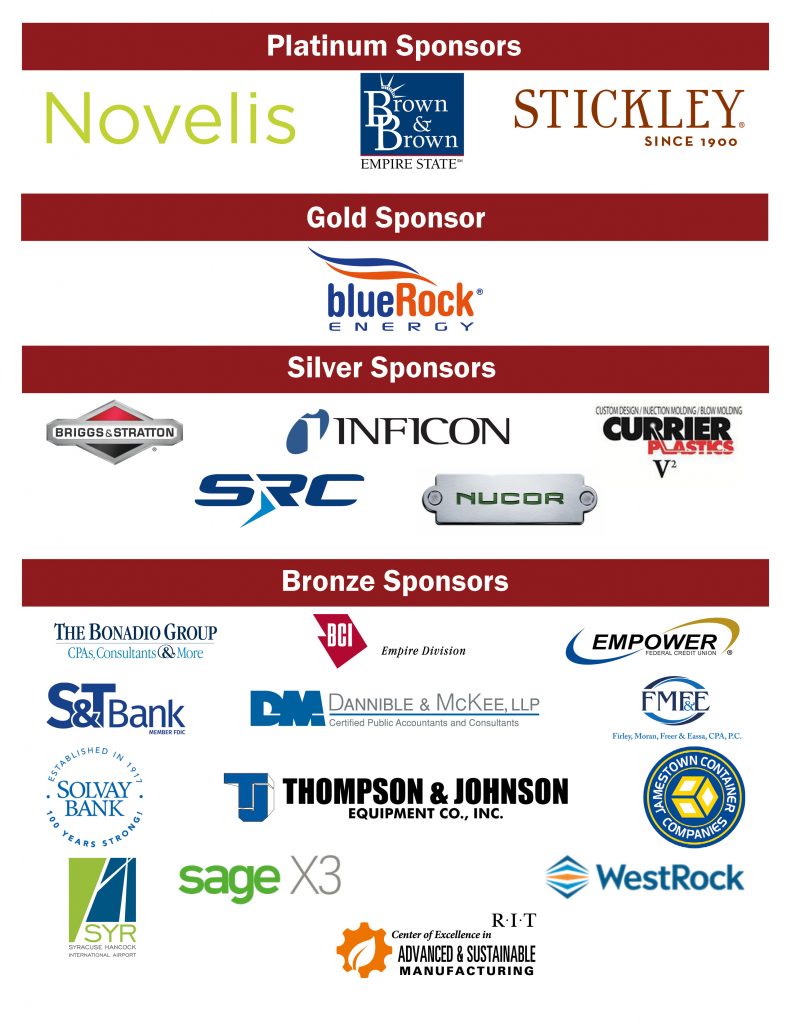 Platinum Sponsors
Novelis
Brown
&
Brown
EMPIRE STATE℠
STICKLEY®
SINCE 1900
Gold Sponsor
blueRock®
ENERGY
Silver Sponsors
BRIGGS&STRATTON®
INFICON
CUSTOM DESIGN / INJECTION MOLDING / BLOW MOLDING
CURRIER
PLASTICS
V²
SRC
NUCOR
Bronze Sponsors
THE BONADIO GROUP
CPAs, Consultants & More
BCI
Empire Division
EMPOWER®
FEDERAL CREDIT UNION
S&T Bank
MEMBER FDIC
DM DANNIBLE & MCKEE, LLP
Certified Public Accountants and Consultants
FMF&E
Firley, Moran, Freer & Eassa, CPA, P.C.
ESTABLISHED IN 1917
SOLVAY
BANK
100 YEARS STRONG!
TJ THOMPSON & JOHNSON
EQUIPMENT CO., INC.
JAMESTOWN CONTAINER
COMPANIES
SYR
SYRACUSE HANCOCK
INTERNATIONAL AIRPORT
sage X3
WestRock
R·I·T
Center of Excellence in
ADVANCED & SUSTAINABLE
MANUFACTURING